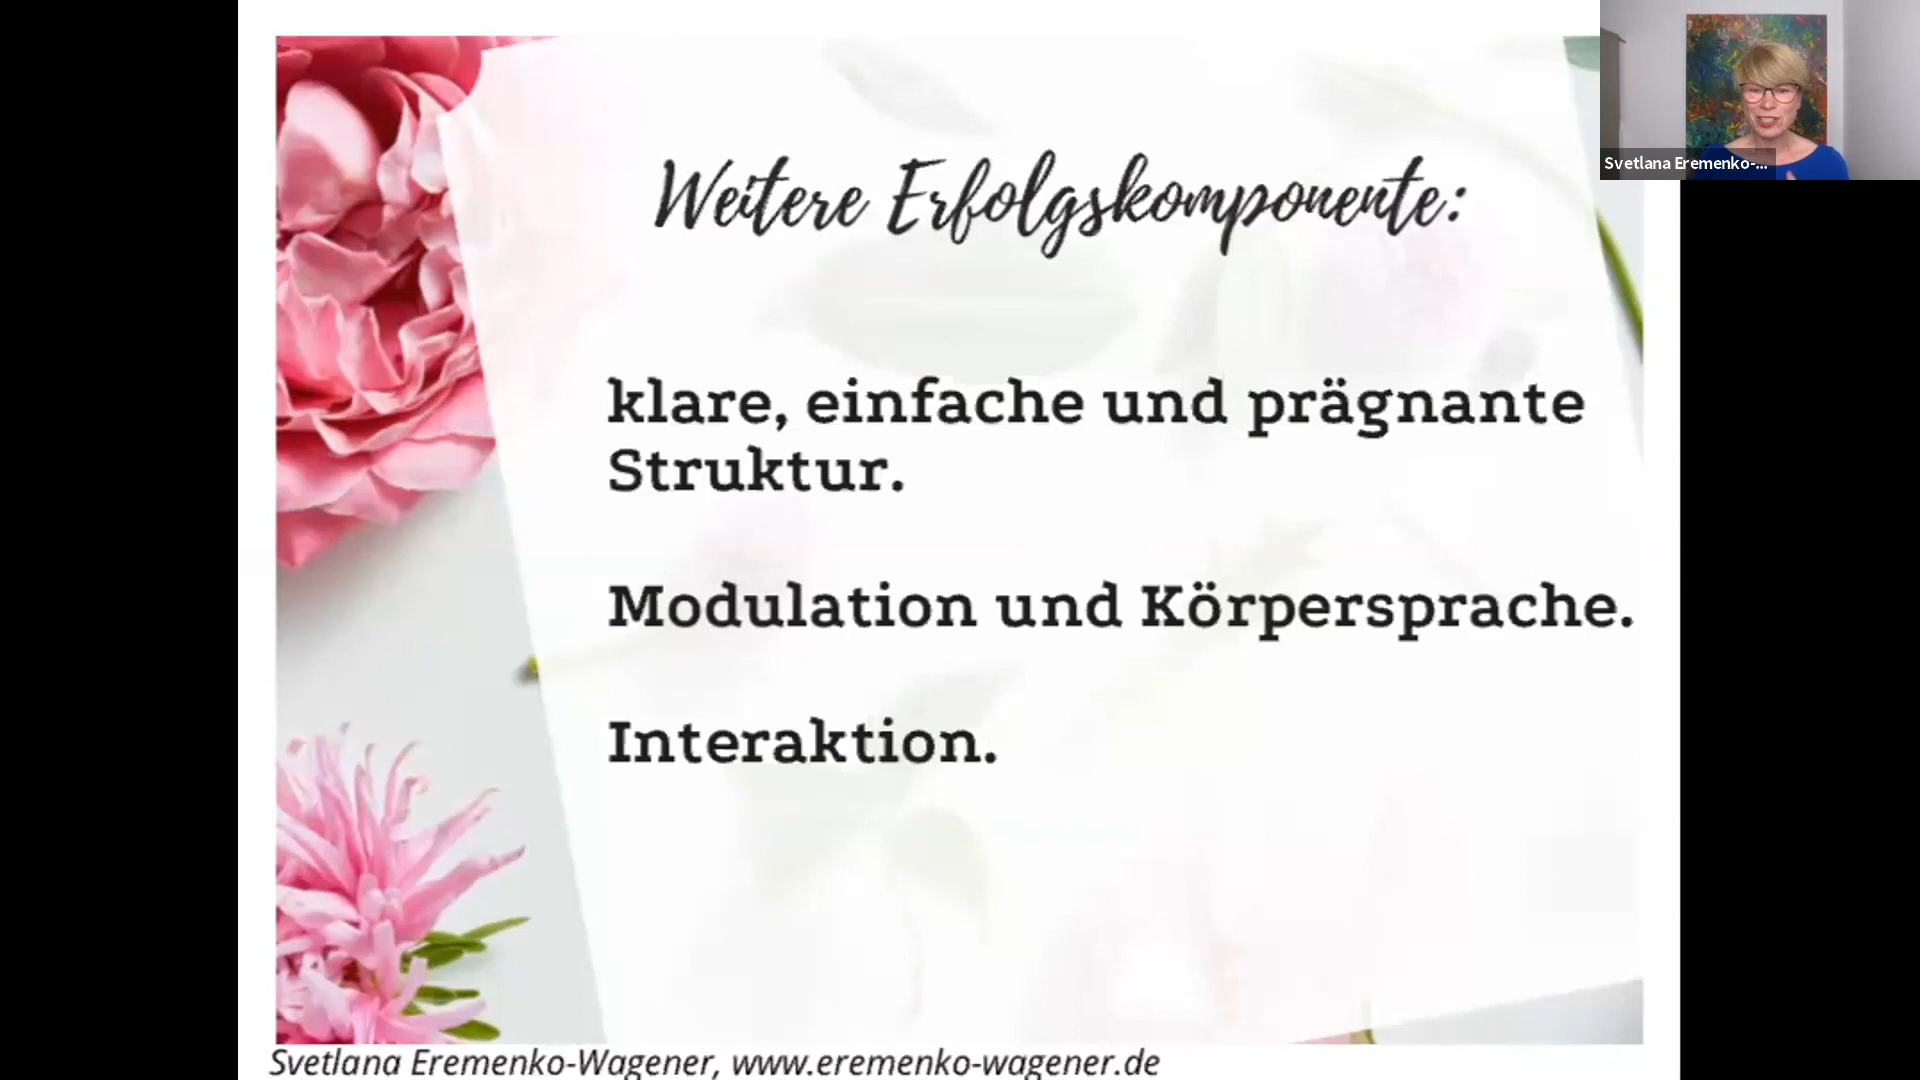 Weitere Erfolgskomponente:
klare, einfache und prägnante
Struktur.
Modulation und Körpersprache.
Interaktion.
Svetlana Eremenko-Wagener, www.eremenko-wagener.de
Svetlana Eremenko-...